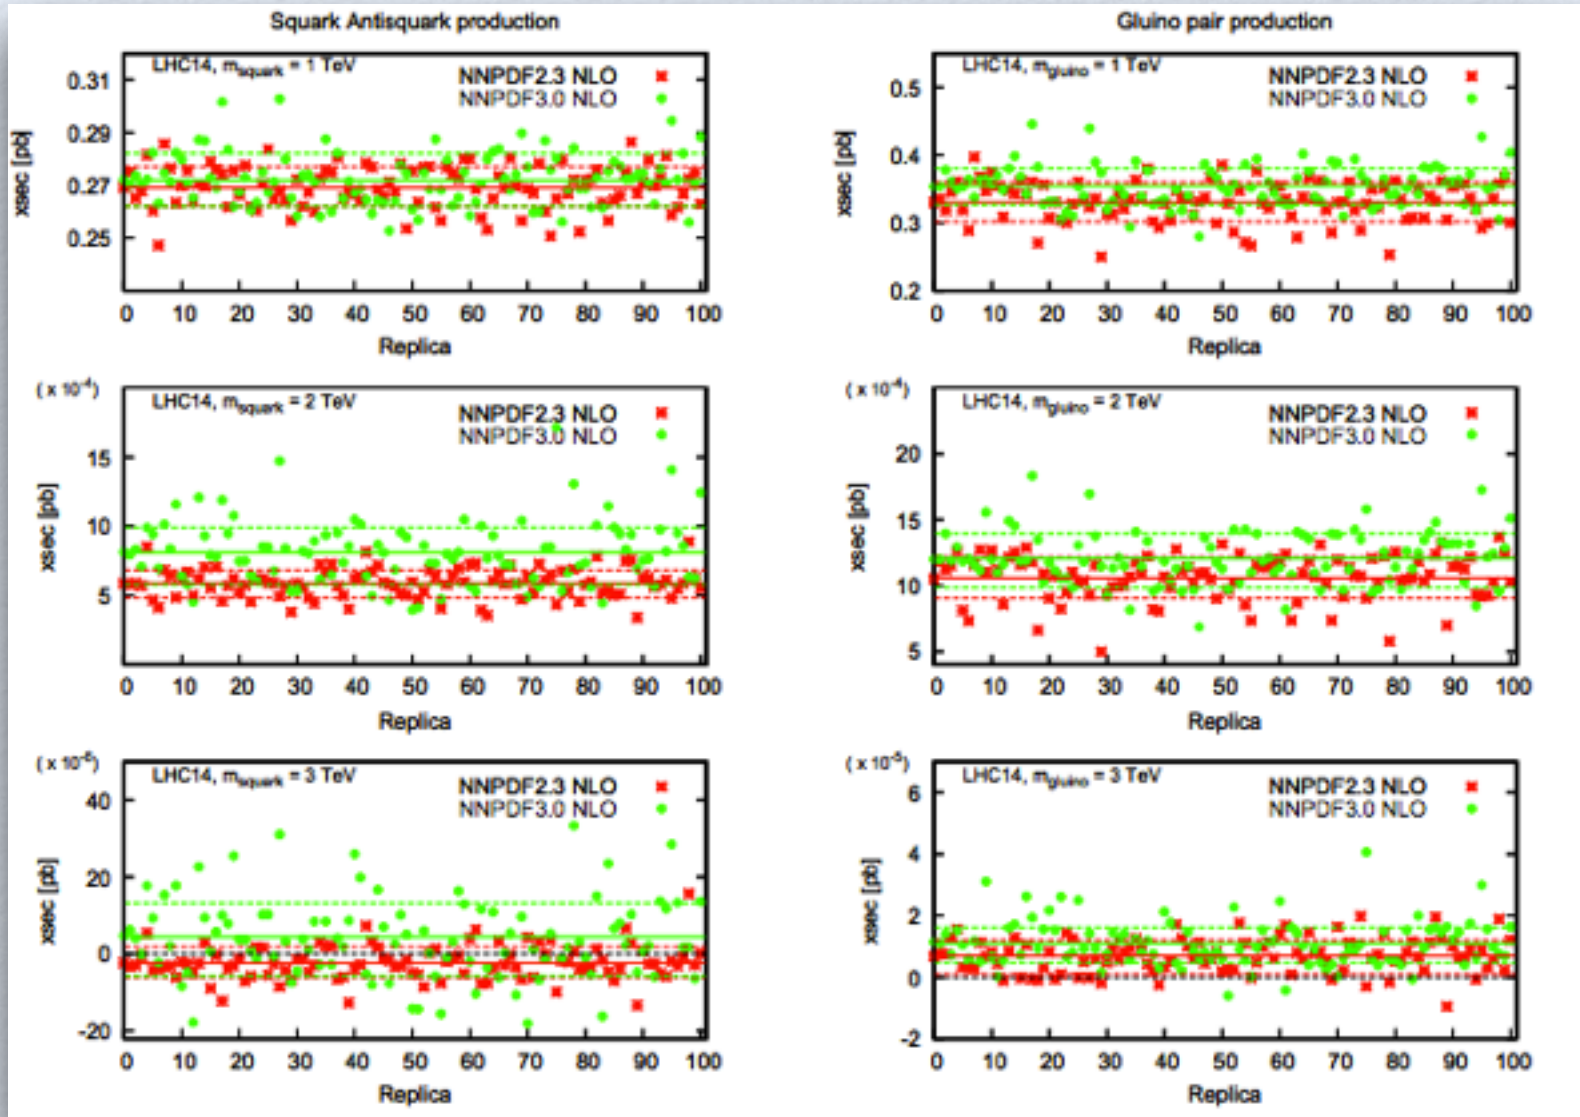 Squark Antisquark production
LHC14, m_squark = 1 TeV
NNPDF2.3 NLO
NNPDF3.0 NLO
xsec [pb]
0.31
0.29
0.27
0.25
0 10 20 30 40 50 60 70 80 90 100
Replica
Gluino pair production
LHC14, m_gluino = 1 TeV
NNPDF2.3 NLO
NNPDF3.0 NLO
xsec [pb]
0.5
0.4
0.3
0.2
0 10 20 30 40 50 60 70 80 90 100
Replica
( x 10^-4)
LHC14, m_squark = 2 TeV
NNPDF2.3 NLO
NNPDF3.0 NLO
xsec [pb]
15
10
5
0 10 20 30 40 50 60 70 80 90 100
Replica
( x 10^-4)
LHC14, m_gluino = 2 TeV
NNPDF2.3 NLO
NNPDF3.0 NLO
xsec [pb]
20
15
10
5
0 10 20 30 40 50 60 70 80 90 100
Replica
LHC14, m_squark = 3 TeV
NNPDF2.3 NLO
NNPDF3.0 NLO
xsec [pb]
40
20
0
-20
0 10 20 30 40 50 60 70 80 90 100
Replica
( x 10^-5)
LHC14, m_gluino = 3 TeV
NNPDF2.3 NLO
NNPDF3.0 NLO
xsec [pb]
6
4
2
0
-2
0 10 20 30 40 50 60 70 80 90 100
Replica